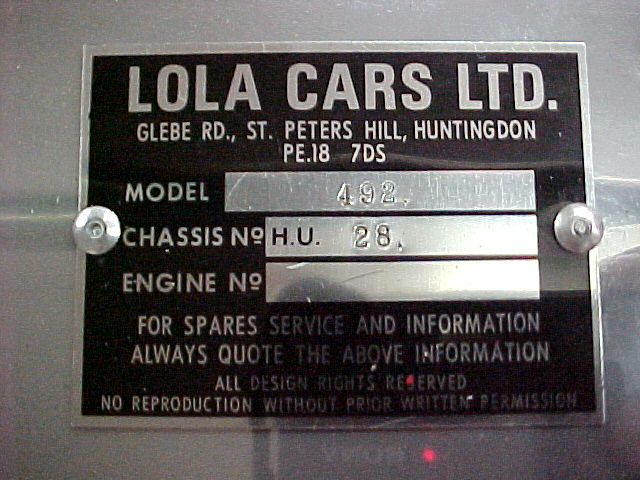 LOLA CARS LTD.
GLEBE RD., ST. PETERS HILL, HUNTINGDON
PE.18 7DS
MODEL 492.
CHASSIS Nº H.U. 28.
ENGINE Nº
FOR SPARES SERVICE AND INFORMATION
ALWAYS QUOTE THE ABOVE INFORMATION
ALL DESIGN RIGHTS RESERVED
NO REPRODUCTION WITHOUT PRIOR WRITTEN PERMISSION